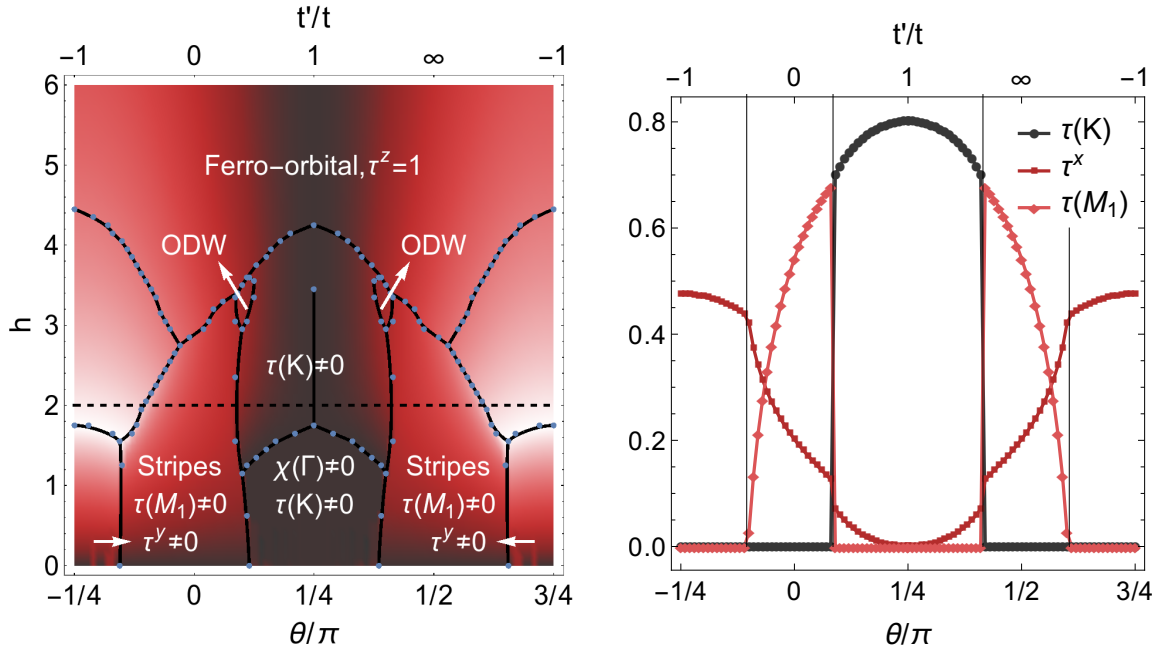 t'/t
−1 0 1 ∞ −1
6
5
4
3
2
1
0
h
Ferro−orbital,τ^z=1
ODW
ODW
τ(K)≠0
Stripes
τ(M₁)≠0
τ^y≠0
χ(Γ)≠0
τ(K)≠0
Stripes
τ(M₁)≠0
τ^y≠0
−1/4 0 1/4 1/2 3/4
θ/π
t'/t
−1 0 1 ∞ −1
0.8
0.6
0.4
0.2
0.0
τ(K)
τ^x
τ(M₁)
−1/4 0 1/4 1/2 3/4
θ/π